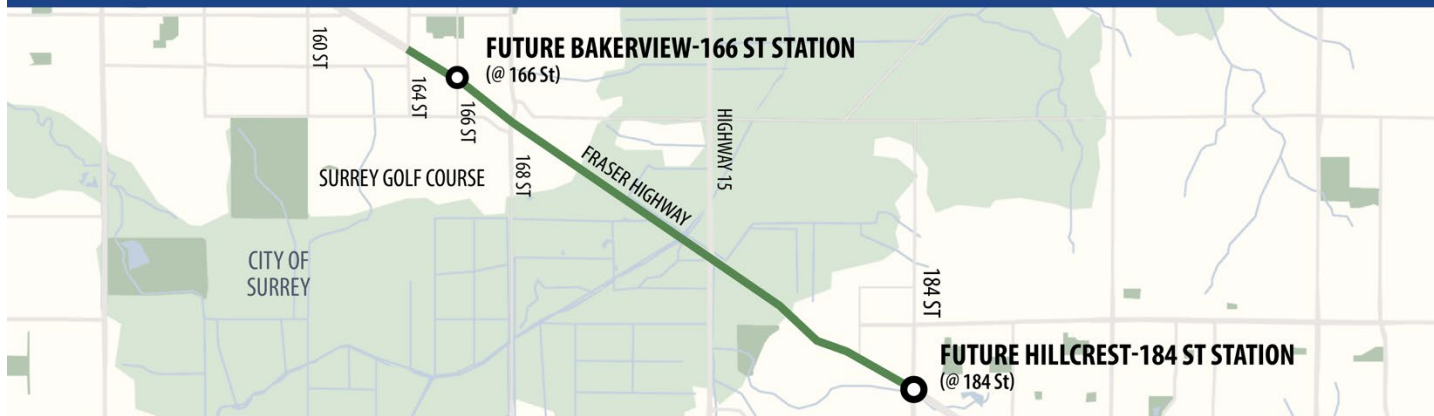 FUTURE BAKERVIEW-166 ST STATION
(@ 166 St)
160 ST
164 ST
166 ST
168 ST
HIGHWAY 15
FRASER HIGHWAY
SURREY GOLF COURSE
CITY OF
SURREY
184 ST
FUTURE HILLCREST-184 ST STATION
(@ 184 St)